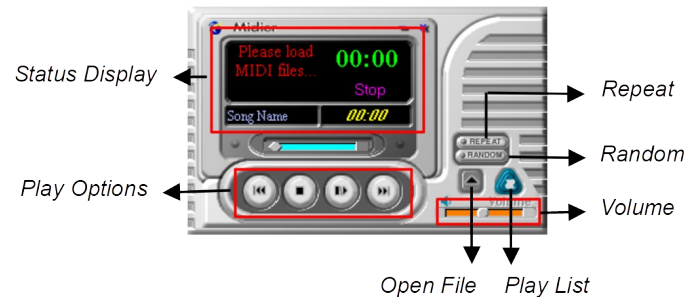 Midier
Please load
MIDI files...
00:00
Stop
Song Name
00:00
Status Display
Play Options
REPEAT
RANDOM
Volume
Repeat
Random
Volume
Open File
Play List